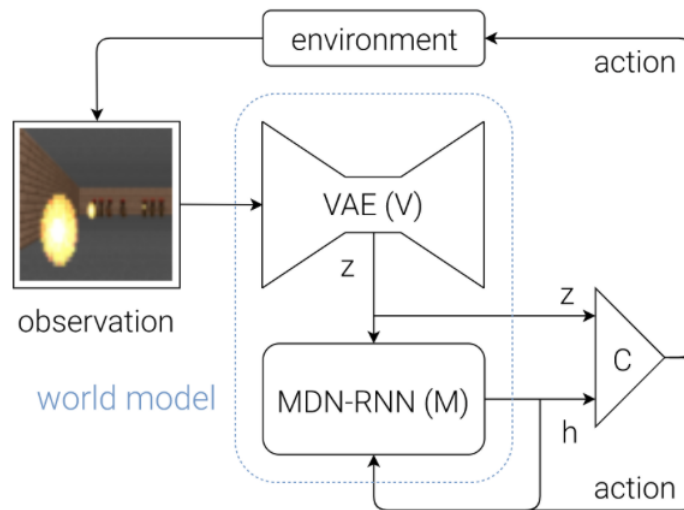 environment
action
VAE (V)
z
observation
z
C
world model
MDN-RNN (M)
h
action